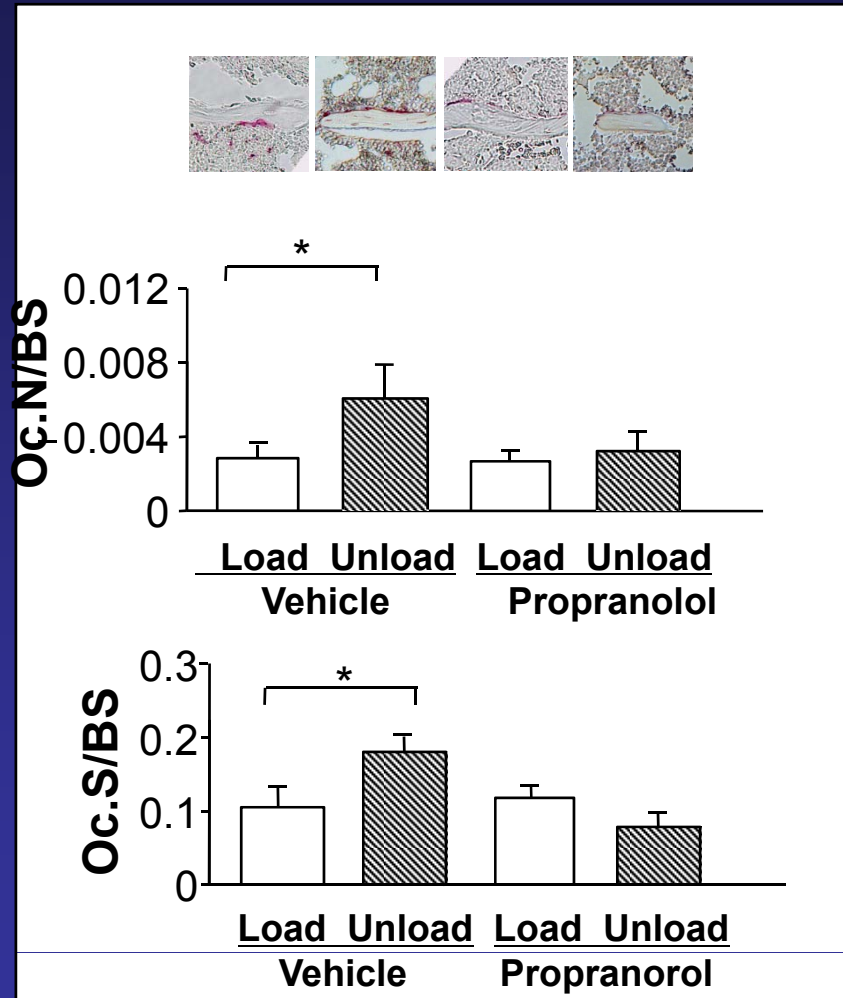 *
Oc.N/BS
0.012
0.008
0.004
0
Load Unload Load Unload
Vehicle Propranolol
*
Oc.S/BS
0.3
0.2
0.1
0
Load Unload Load Unload
Vehicle Propranorol